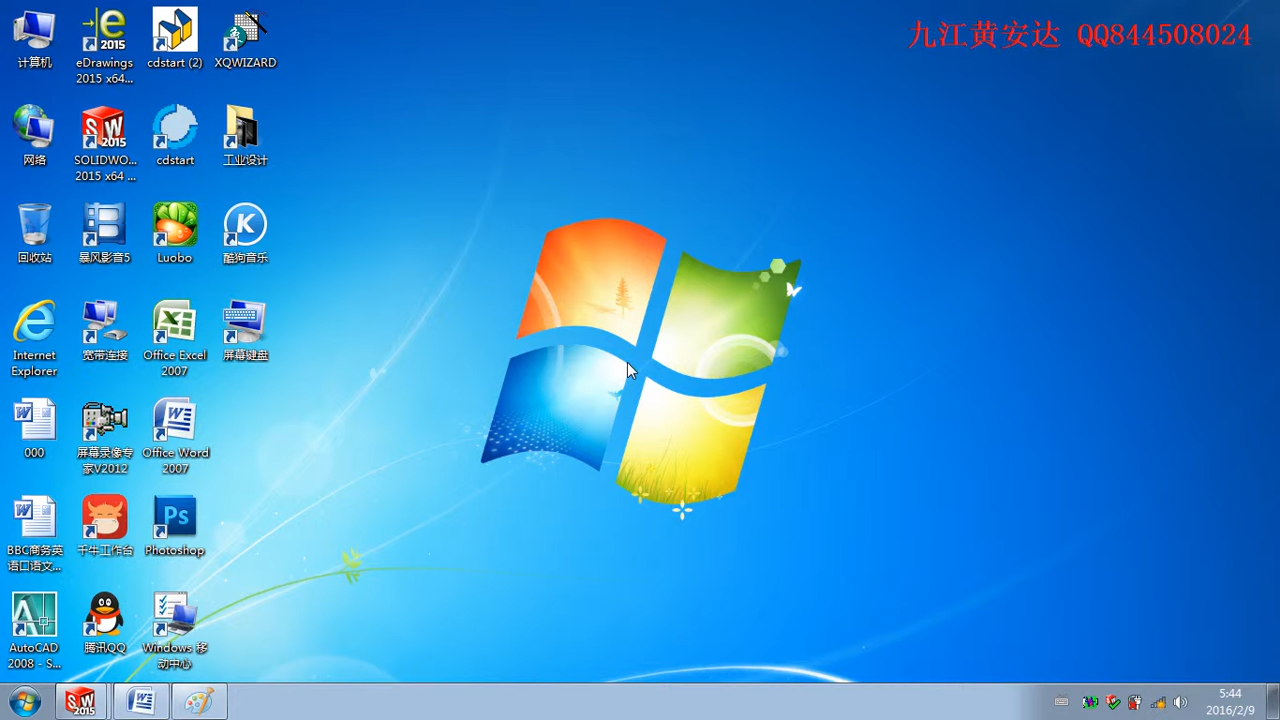 九江黄安达 QQ844508024
计算机
eDrawings
2015 x64...
cdstart (2)
XQWIZARD
网络
SOLIDWO...
2015 x64 ...
cdstart
工业设计
回收站
暴风影音5
Luobo
酷狗音乐
Internet
Explorer
宽带连接
Office Excel
2007
屏幕键盘
000
屏幕录像专
家V2012
Office Word
2007
BBC商务英
语口语文...
千牛工作台
Photoshop
AutoCAD
2008 - S...
腾讯QQ
Windows 移
动中心
5:44
2016/2/9